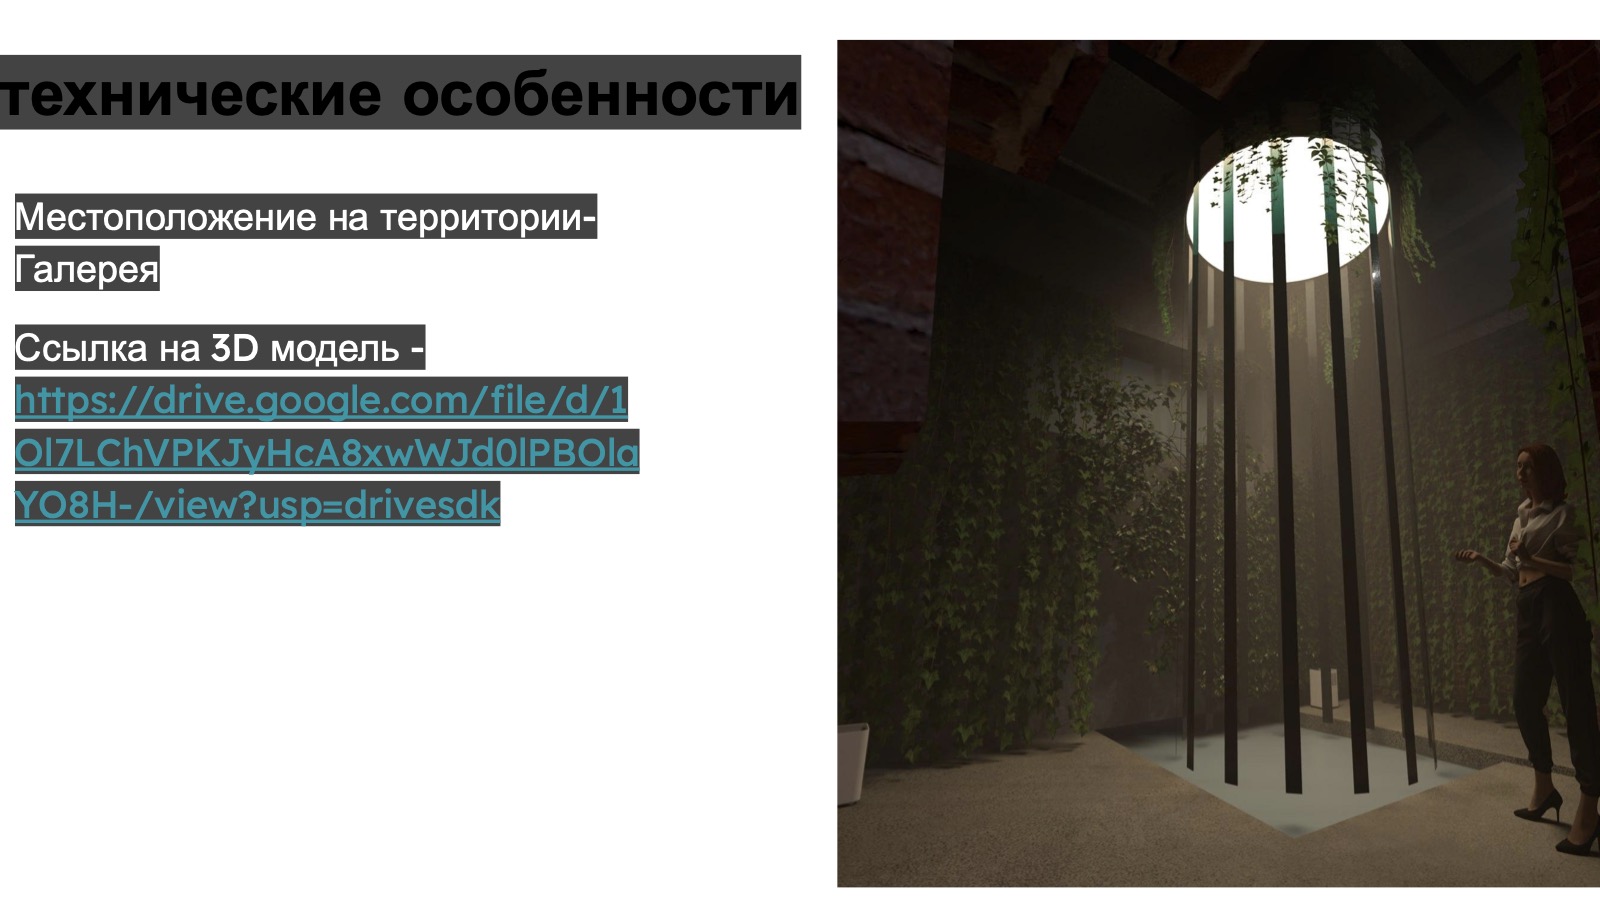 технические особенности
Местоположение на территории-
Галерея
Ссылка на 3D модель -
https://drive.google.com/file/d/1
Ol7LChVPKJyHcA8xwWJd0lPBOla
YO8H-/view?usp=drivesdk